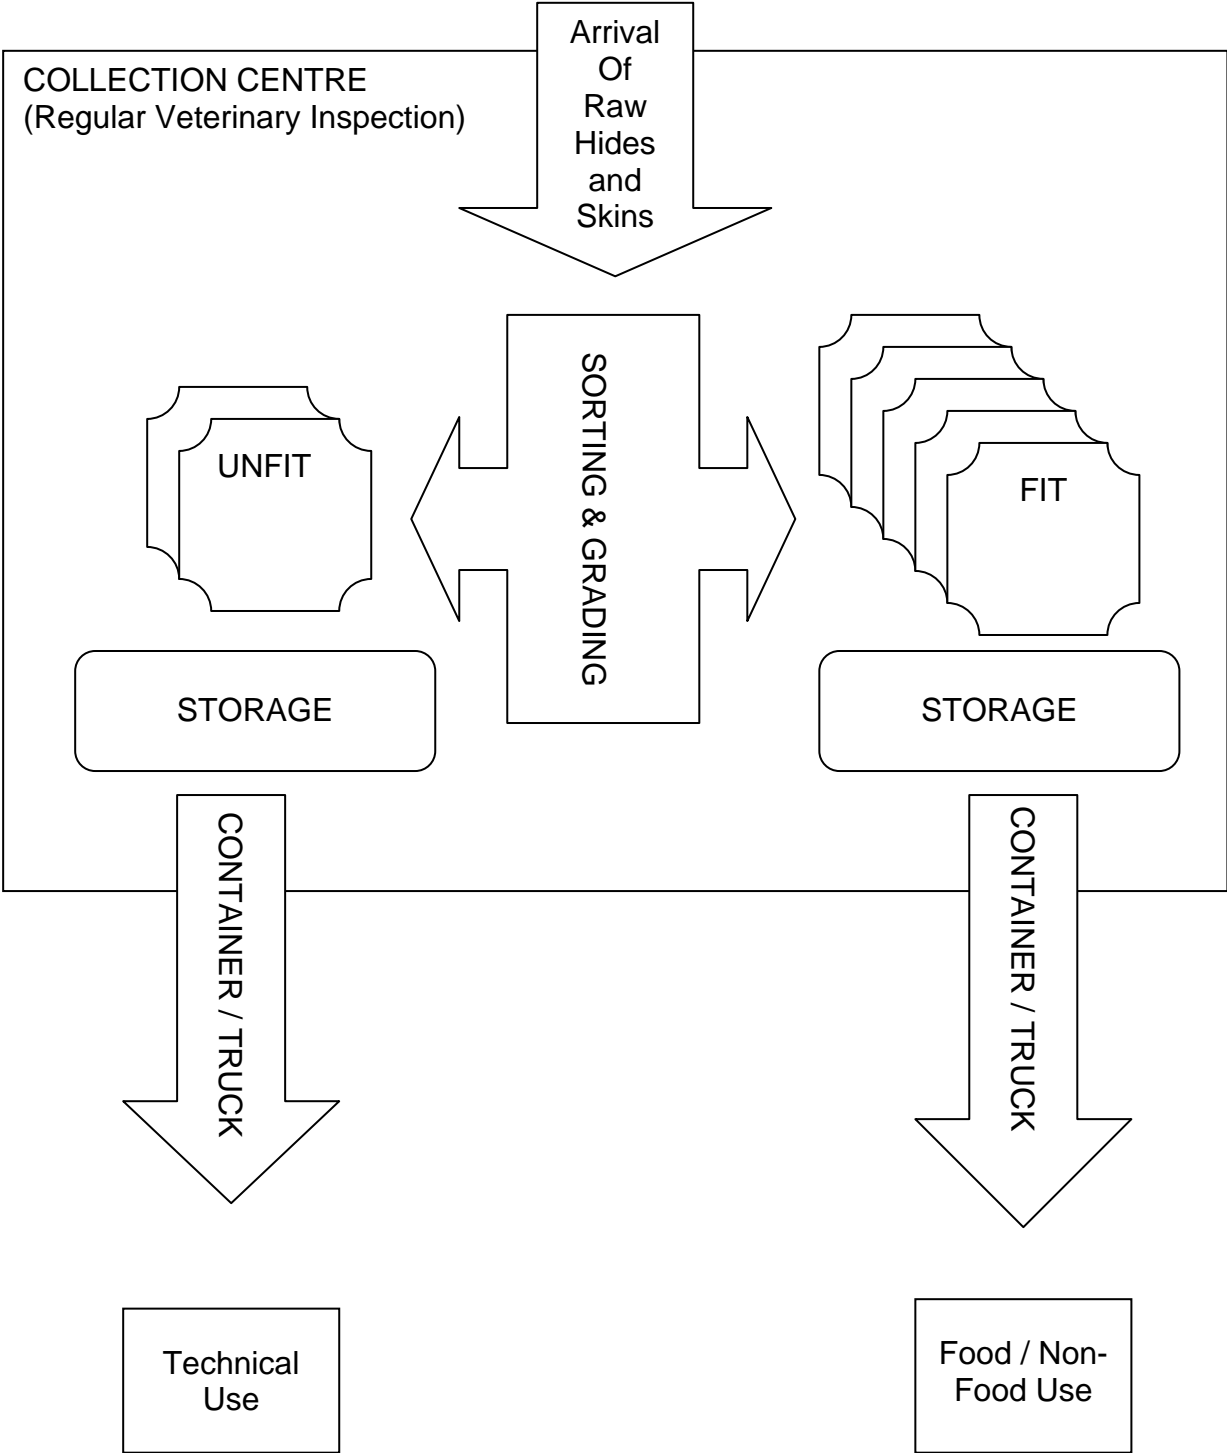 Arrival
Of
Raw
Hides
and
Skins
COLLECTION CENTRE
(Regular Veterinary Inspection)
SORTING & GRADING
UNFIT
FIT
STORAGE
STORAGE
CONTAINER / TRUCK
CONTAINER / TRUCK
Technical
Use
Food / Non-
Food Use